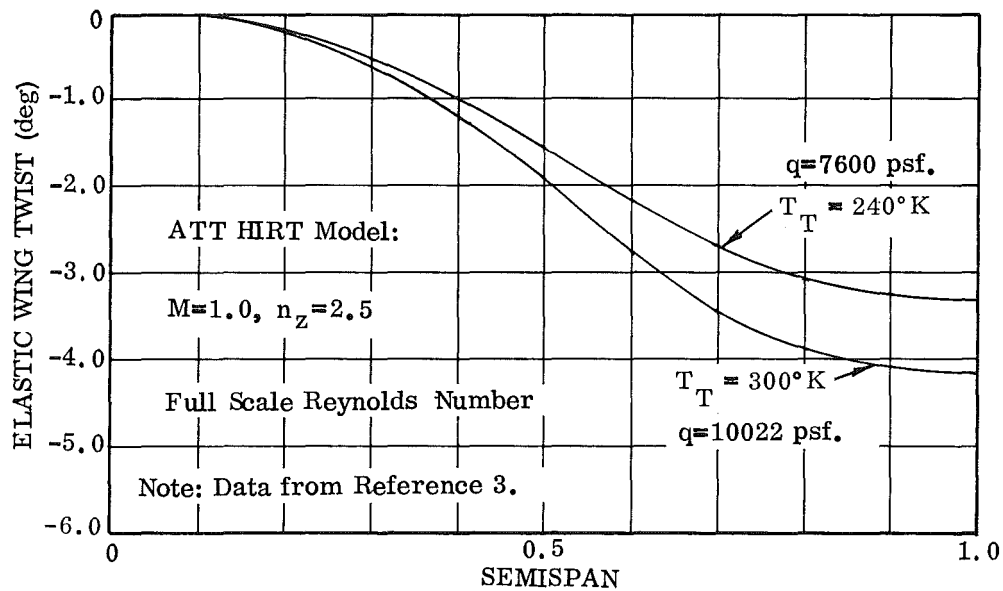 ELASTIC WING TWIST (deg)
0
-1.0
-2.0
-3.0
-4.0
-5.0
-6.0
q=7600 psf.
T_T = 240°K
ATT HIRT Model:
M=1.0, n_z=2.5
T_T = 300°K
Full Scale Reynolds Number
q=10022 psf.
Note: Data from Reference 3.
0
0.5
1.0
SEMISPAN